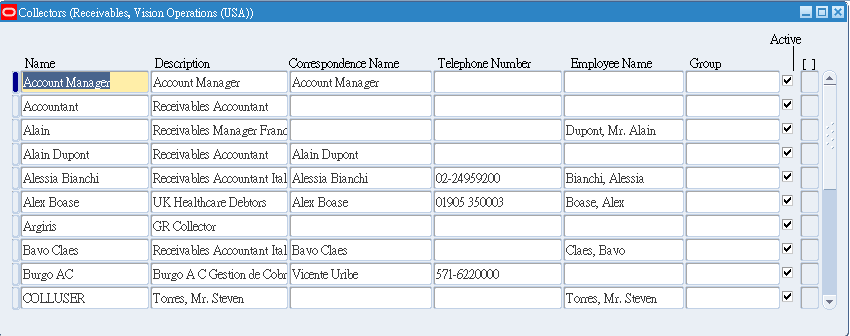 Collectors (Receivables, Vision Operations (USA))
Active
Name Description Correspondence Name Telephone Number Employee Name Group [ ]
Account Manager Account Manager Account Manager
Accountant Receivables Accountant
Alain Receivables Manager Franc Dupont, Mr. Alain
Alain Dupont Receivables Accountant Alain Dupont
Alessia Bianchi Receivables Accountant Ital Alessia Bianchi 02-24959200 Bianchi, Alessia
Alex Boase UK Healthcare Debtors Alex Boase 01905 350003 Boase, Alex
Argiris GR Collector
Bavo Claes Receivables Accountant Ital Bavo Claes Claes, Bavo
Burgo AC Burgo A C Gestion de Cobr Vicente Uribe 571-6220000
COLLUSER Torres, Mr. Steven Torres, Mr. Steven